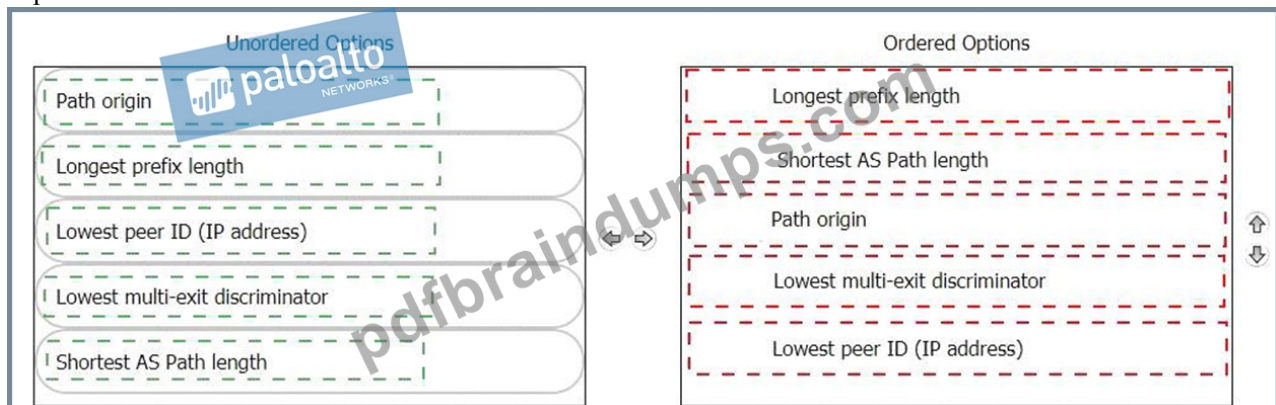 Unordered Options
paloalto
NETWORKS
Path origin
Longest prefix length
Lowest peer ID (IP address)
Lowest multi-exit discriminator
Shortest AS Path length
Ordered Options
Longest prefix length
Shortest AS Path length
Path origin
Lowest multi-exit discriminator
Lowest peer ID (IP address)
pdfbraindumps.com